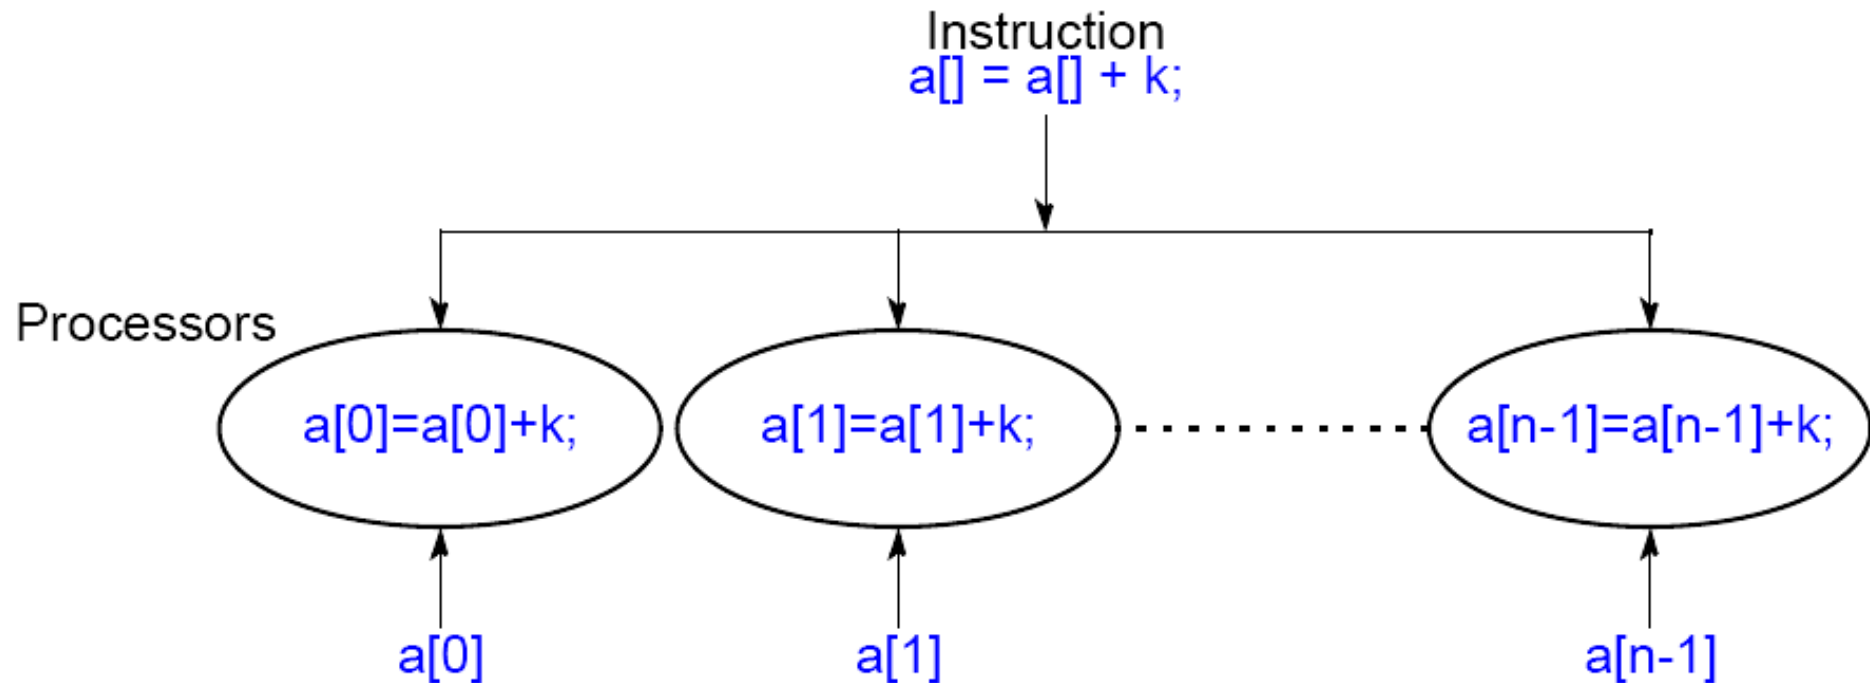 Instruction
a[] = a[] + k;
Processors
a[0]=a[0]+k;
a[1]=a[1]+k;
a[n-1]=a[n-1]+k;
a[0]
a[1]
a[n-1]